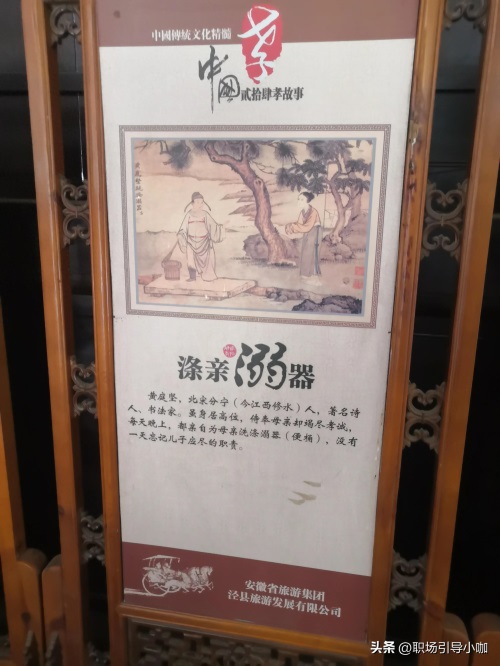 中國傳統文化精髓
孝
中國貳拾肆孝故事
涤亲溺器
黄庭坚，北宋分宁（今江西修水）人，著名诗
人、书法家。虽身居高位，侍奉母亲却竭尽孝诚，
每天晚上，都亲自为母亲洗涤溺器（便桶），没有
一天忘记儿子应尽的职责。
安徽省旅游集团
泾县旅游发展有限公司
头条 @职场引导小咖